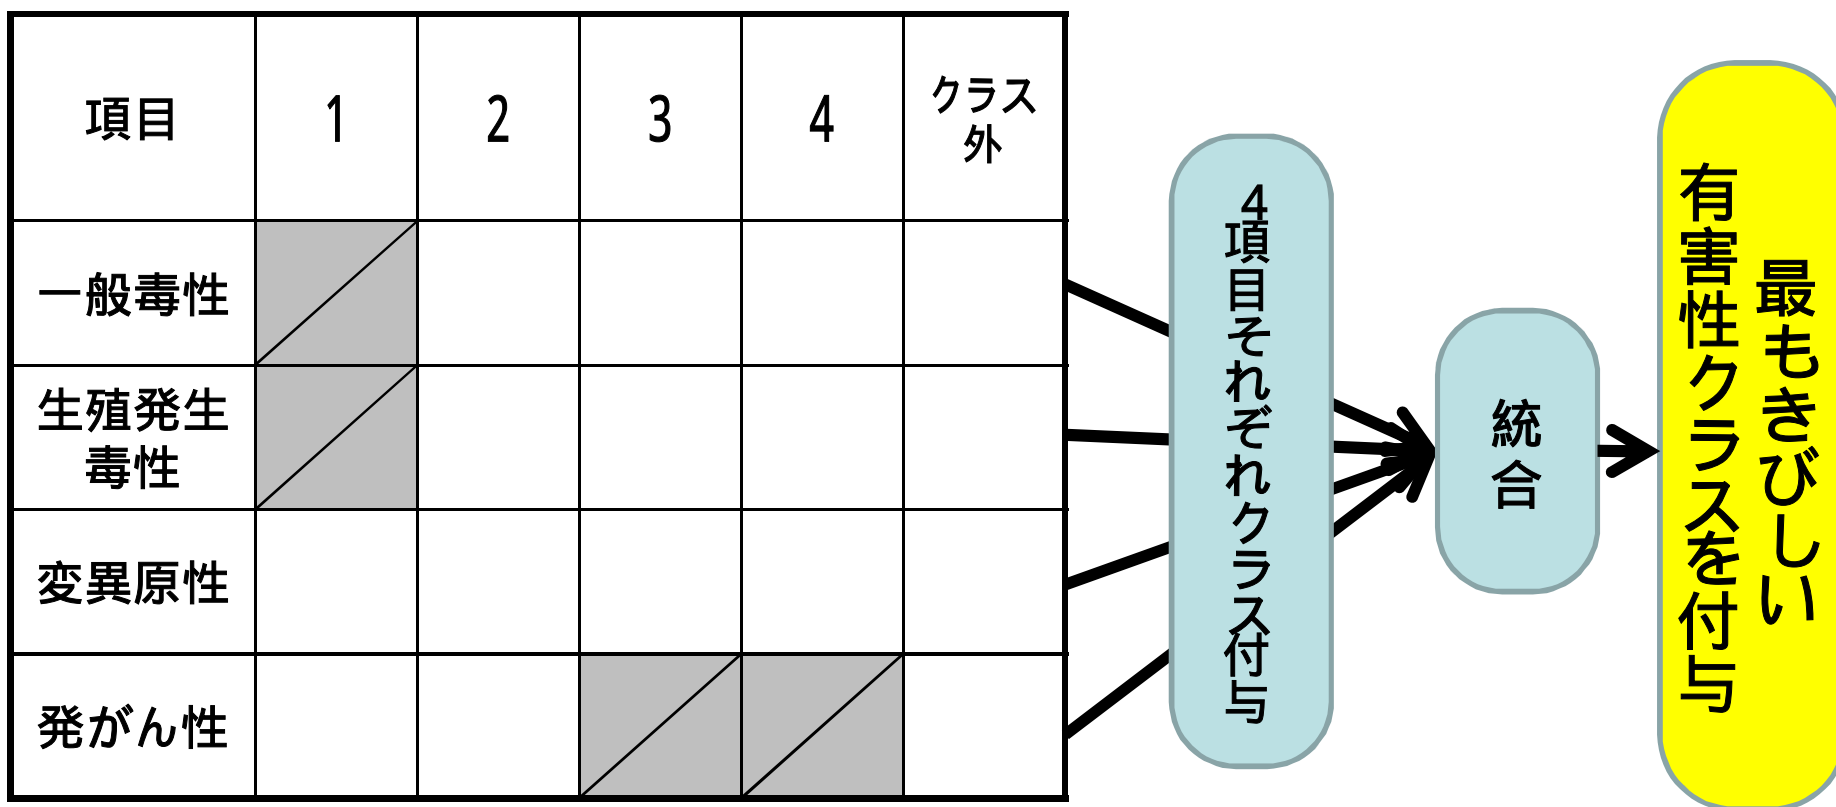 項目
1
2
3
4
クラス
外
一般毒性
生殖発生
毒性
変異原性
発がん性
4項目それぞれクラス付与
統合
最もきびしい
有害性クラスを付与